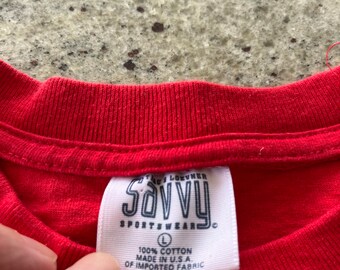 Savvy
SPORTSWEAR ©
L
100% COTTON
MADE IN U.S.A.
OF IMPORTED FABRIC